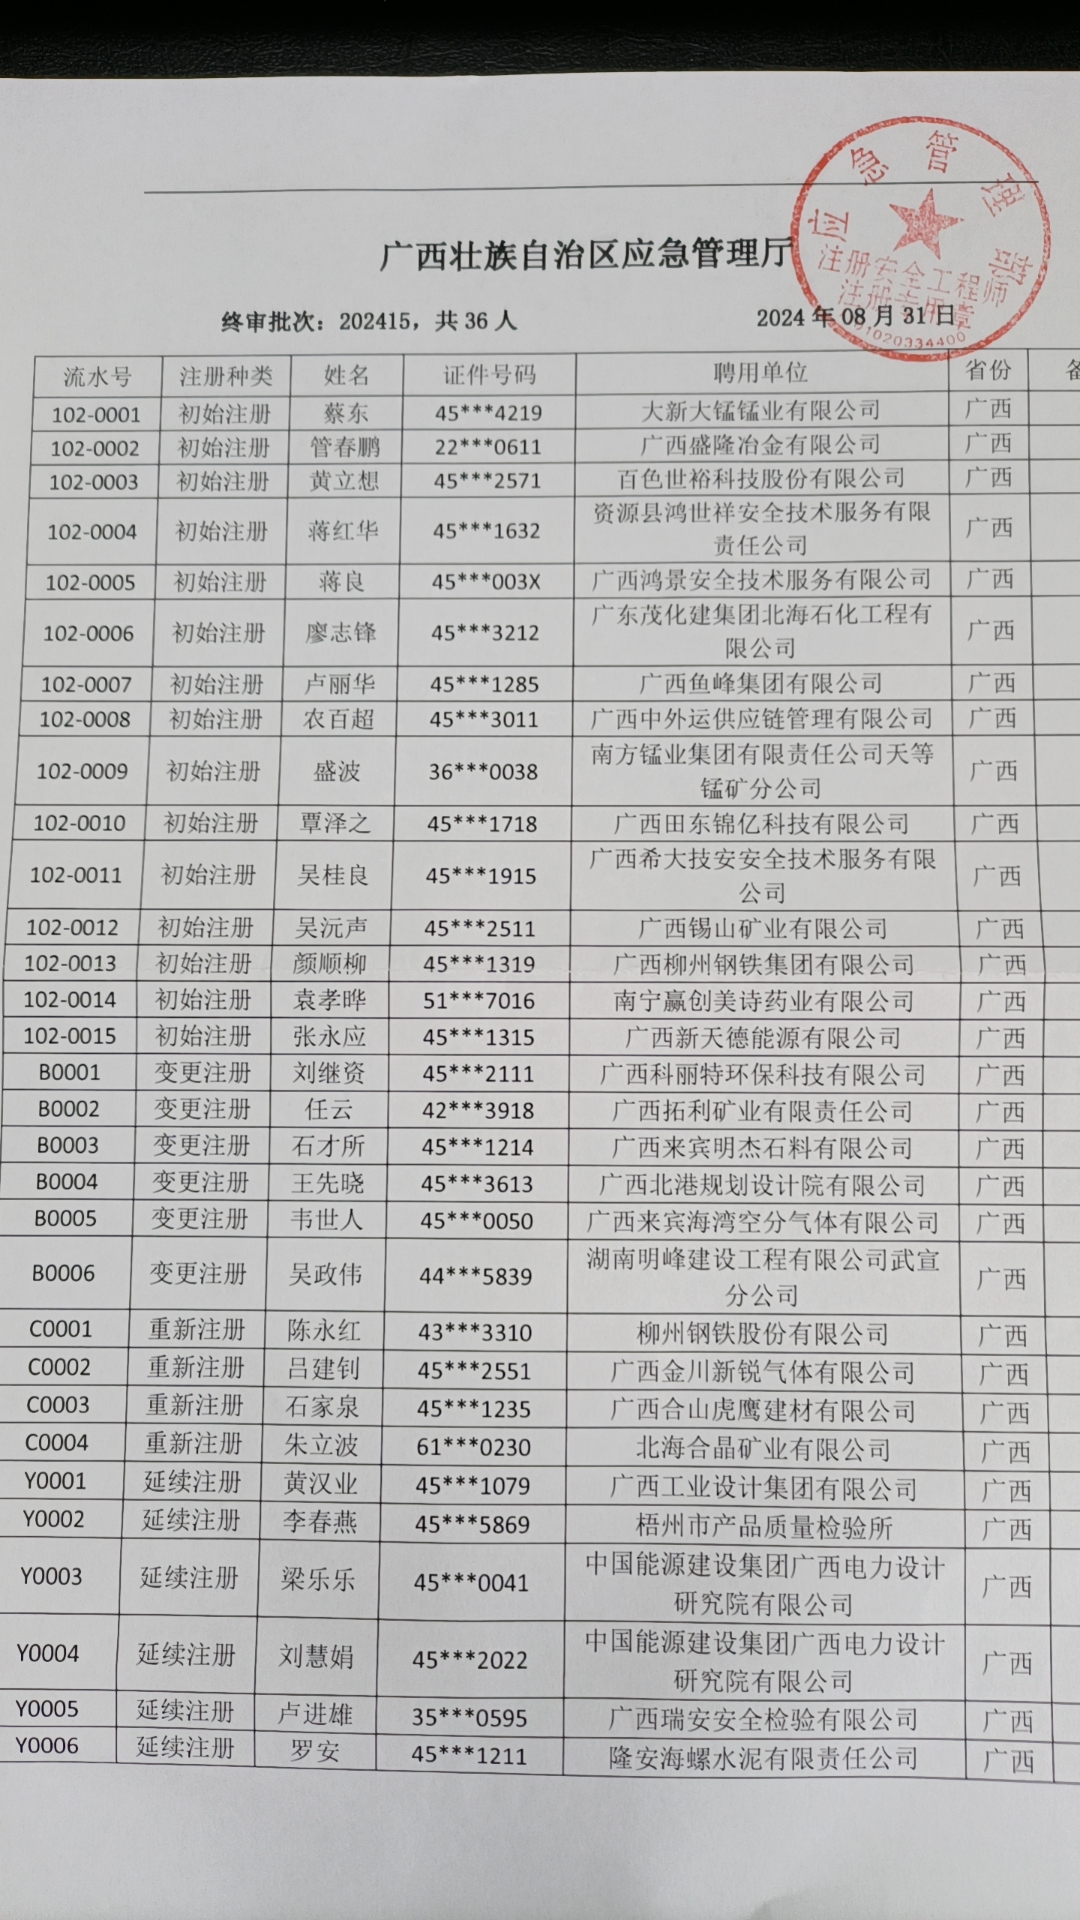 应急管理部
注册安全工程师
注册专用章
01020334400
广西壮族自治区应急管理厅
终审批次：202415，共 36 人 2024 年 08 月 31 日
流水号 注册种类 姓名 证件号码 聘用单位 省份 备
102-0001 初始注册 蔡东 45***4219 大新大锰锰业有限公司 广西
102-0002 初始注册 管春鹏 22***0611 广西盛隆冶金有限公司 广西
102-0003 初始注册 黄立想 45***2571 百色世裕科技股份有限公司 广西
102-0004 初始注册 蒋红华 45***1632 资源县鸿世祥安全技术服务有限 广西
责任公司
102-0005 初始注册 蒋良 45***003X 广西鸿景安全技术服务有限公司 广西
102-0006 初始注册 廖志锋 45***3212 广东茂化建集团北海石化工程有 广西
限公司
102-0007 初始注册 卢丽华 45***1285 广西鱼峰集团有限公司 广西
102-0008 初始注册 农百超 45***3011 广西中外运供应链管理有限公司 广西
102-0009 初始注册 盛波 36***0038 南方锰业集团有限责任公司天等 广西
锰矿分公司
102-0010 初始注册 覃泽之 45***1718 广西田东锦亿科技有限公司 广西
102-0011 初始注册 吴桂良 45***1915 广西希大技安安全技术服务有限 广西
公司
102-0012 初始注册 吴沅声 45***2511 广西锡山矿业有限公司 广西
102-0013 初始注册 颜顺柳 45***1319 广西柳州钢铁集团有限公司 广西
102-0014 初始注册 袁孝晔 51***7016 南宁赢创美诗药业有限公司 广西
102-0015 初始注册 张永应 45***1315 广西新天德能源有限公司 广西
B0001 变更注册 刘继资 45***2111 广西科丽特环保科技有限公司 广西
B0002 变更注册 任云 42***3918 广西拓利矿业有限责任公司 广西
B0003 变更注册 石才所 45***1214 广西来宾明杰石料有限公司 广西
B0004 变更注册 王先晓 45***3613 广西北港规划设计院有限公司 广西
B0005 变更注册 韦世人 45***0050 广西来宾海湾空分气体有限公司 广西
B0006 变更注册 吴政伟 44***5839 湖南明峰建设工程有限公司武宣 广西
分公司
C0001 重新注册 陈永红 43***3310 柳州钢铁股份有限公司 广西
C0002 重新注册 吕建钊 45***2551 广西金川新锐气体有限公司 广西
C0003 重新注册 石家泉 45***1235 广西合山虎鹰建材有限公司 广西
C0004 重新注册 朱立波 61***0230 北海合晶矿业有限公司 广西
Y0001 延续注册 黄汉业 45***1079 广西工业设计集团有限公司 广西
Y0002 延续注册 李春燕 45***5869 梧州市产品质量检验所 广西
Y0003 延续注册 梁乐乐 45***0041 中国能源建设集团广西电力设计 广西
研究院有限公司
Y0004 延续注册 刘慧娟 45***2022 中国能源建设集团广西电力设计 广西
研究院有限公司
Y0005 延续注册 卢进雄 35***0595 广西瑞安安全检验有限公司 广西
Y0006 延续注册 罗安 45***1211 隆安海螺水泥有限责任公司 广西